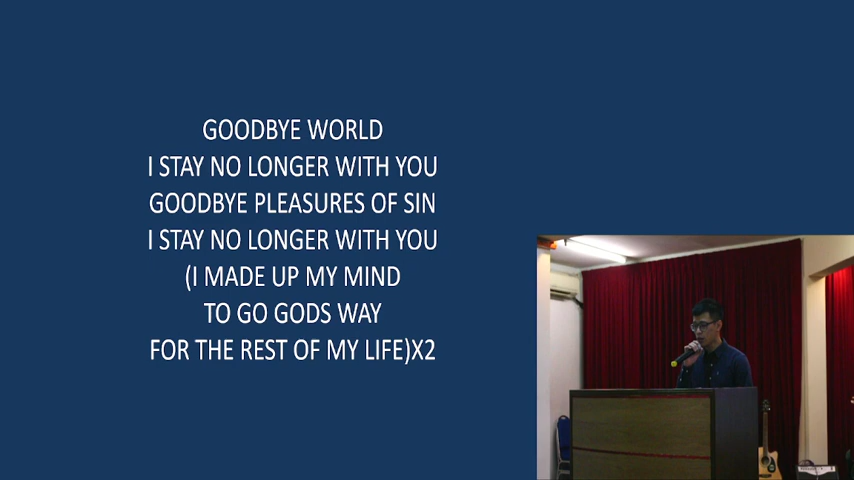 GOODBYE WORLD
I STAY NO LONGER WITH YOU
GOODBYE PLEASURES OF SIN
I STAY NO LONGER WITH YOU
(I MADE UP MY MIND
TO GO GODS WAY
FOR THE REST OF MY LIFE)X2